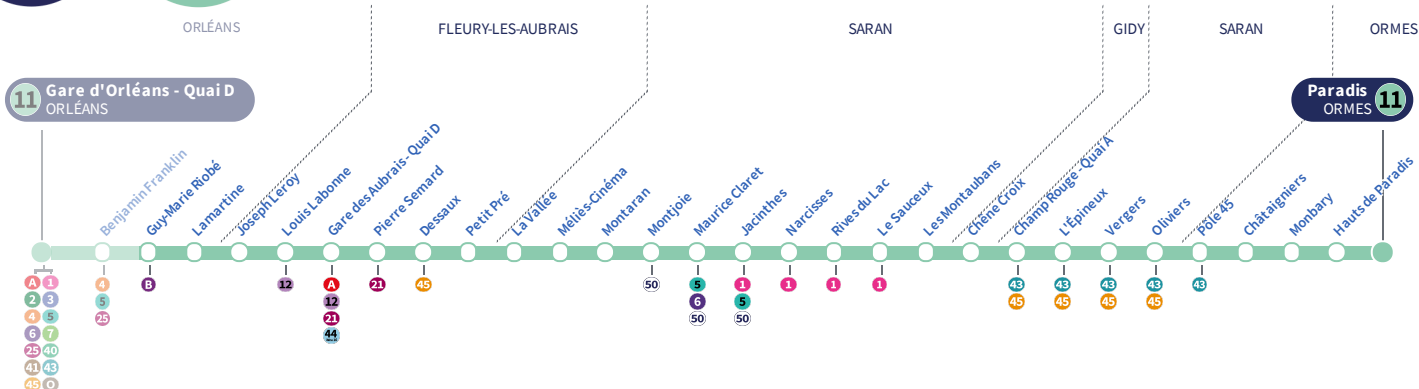 ORLÉANS
FLEURY-LES-AUBRAIS
SARAN
GIDY
SARAN
ORMES
11 Gare d'Orléans - Quai D
ORLÉANS
Paradis 11
ORMES
Benjamin Franklin
Guy-Marie Riobé
Lamartine
Joseph Leroy
Louis Labonne
Gare des Aubrais - Quai D
Pierre Semard
Dessaux
Petit Pré
La Vallée
Méliès-Cinéma
Montaran
Montjoie
Maurice Claret
Jacinthes
Narcisses
Rives du Lac
Le Sauceux
Les Montaubans
Chêne Croix
Champ Rouge - Quai A
L'Épineux
Vergers
Oliviers
Pôle 45
Châtaigniers
Monbary
Hauts de Paradis
A 1
2 3
4 5
6 7
25 40
41 43
45 O
4
5
25
B
12
A
12
21
44
21
45
50
5
6
50
1
5
50
1
1
1
43
45
43
45
43
45
43
45
43